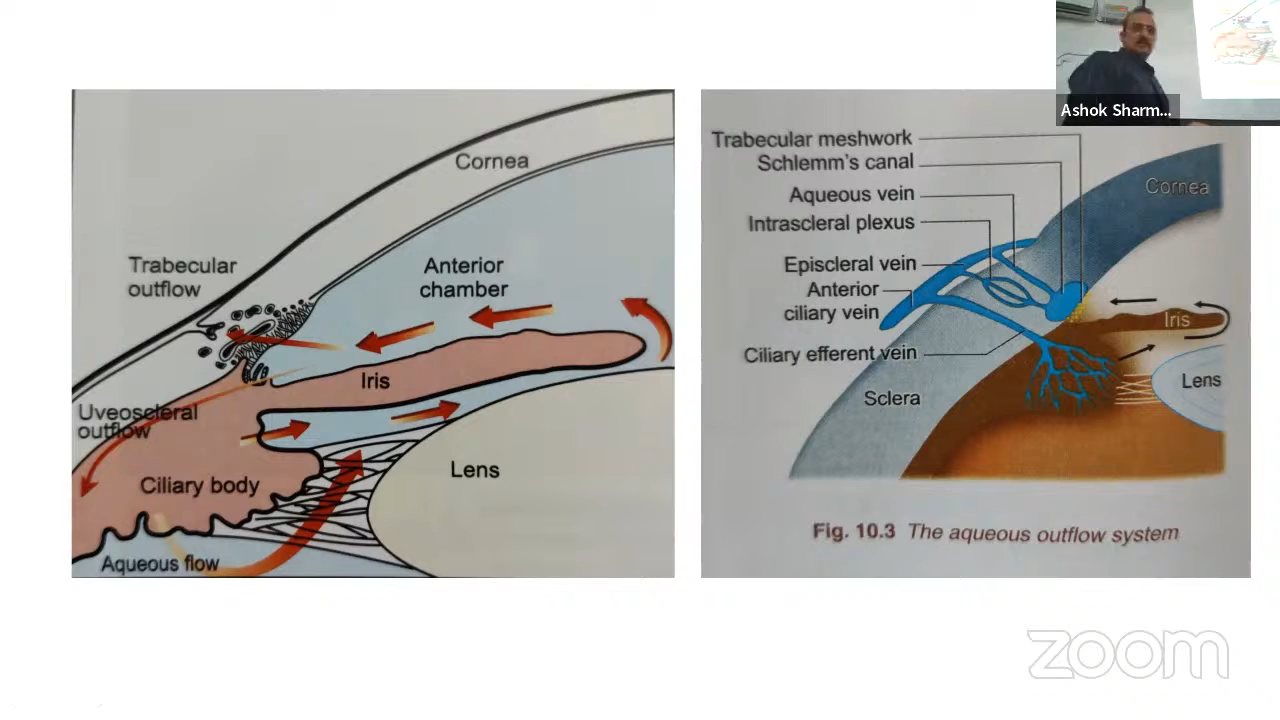 Ashok Sharm...
Cornea
Trabecular
outflow
Anterior
chamber
Iris
Uveoscleral
outflow
Ciliary body
Lens
Aqueous flow
Trabecular meshwork
Schlemm's canal
Aqueous vein
Intrascleral plexus
Episcleral vein
Anterior
ciliary vein
Ciliary efferent vein
Sclera
Cornea
Iris
Lens
Fig. 10.3 The aqueous outflow system
zoom